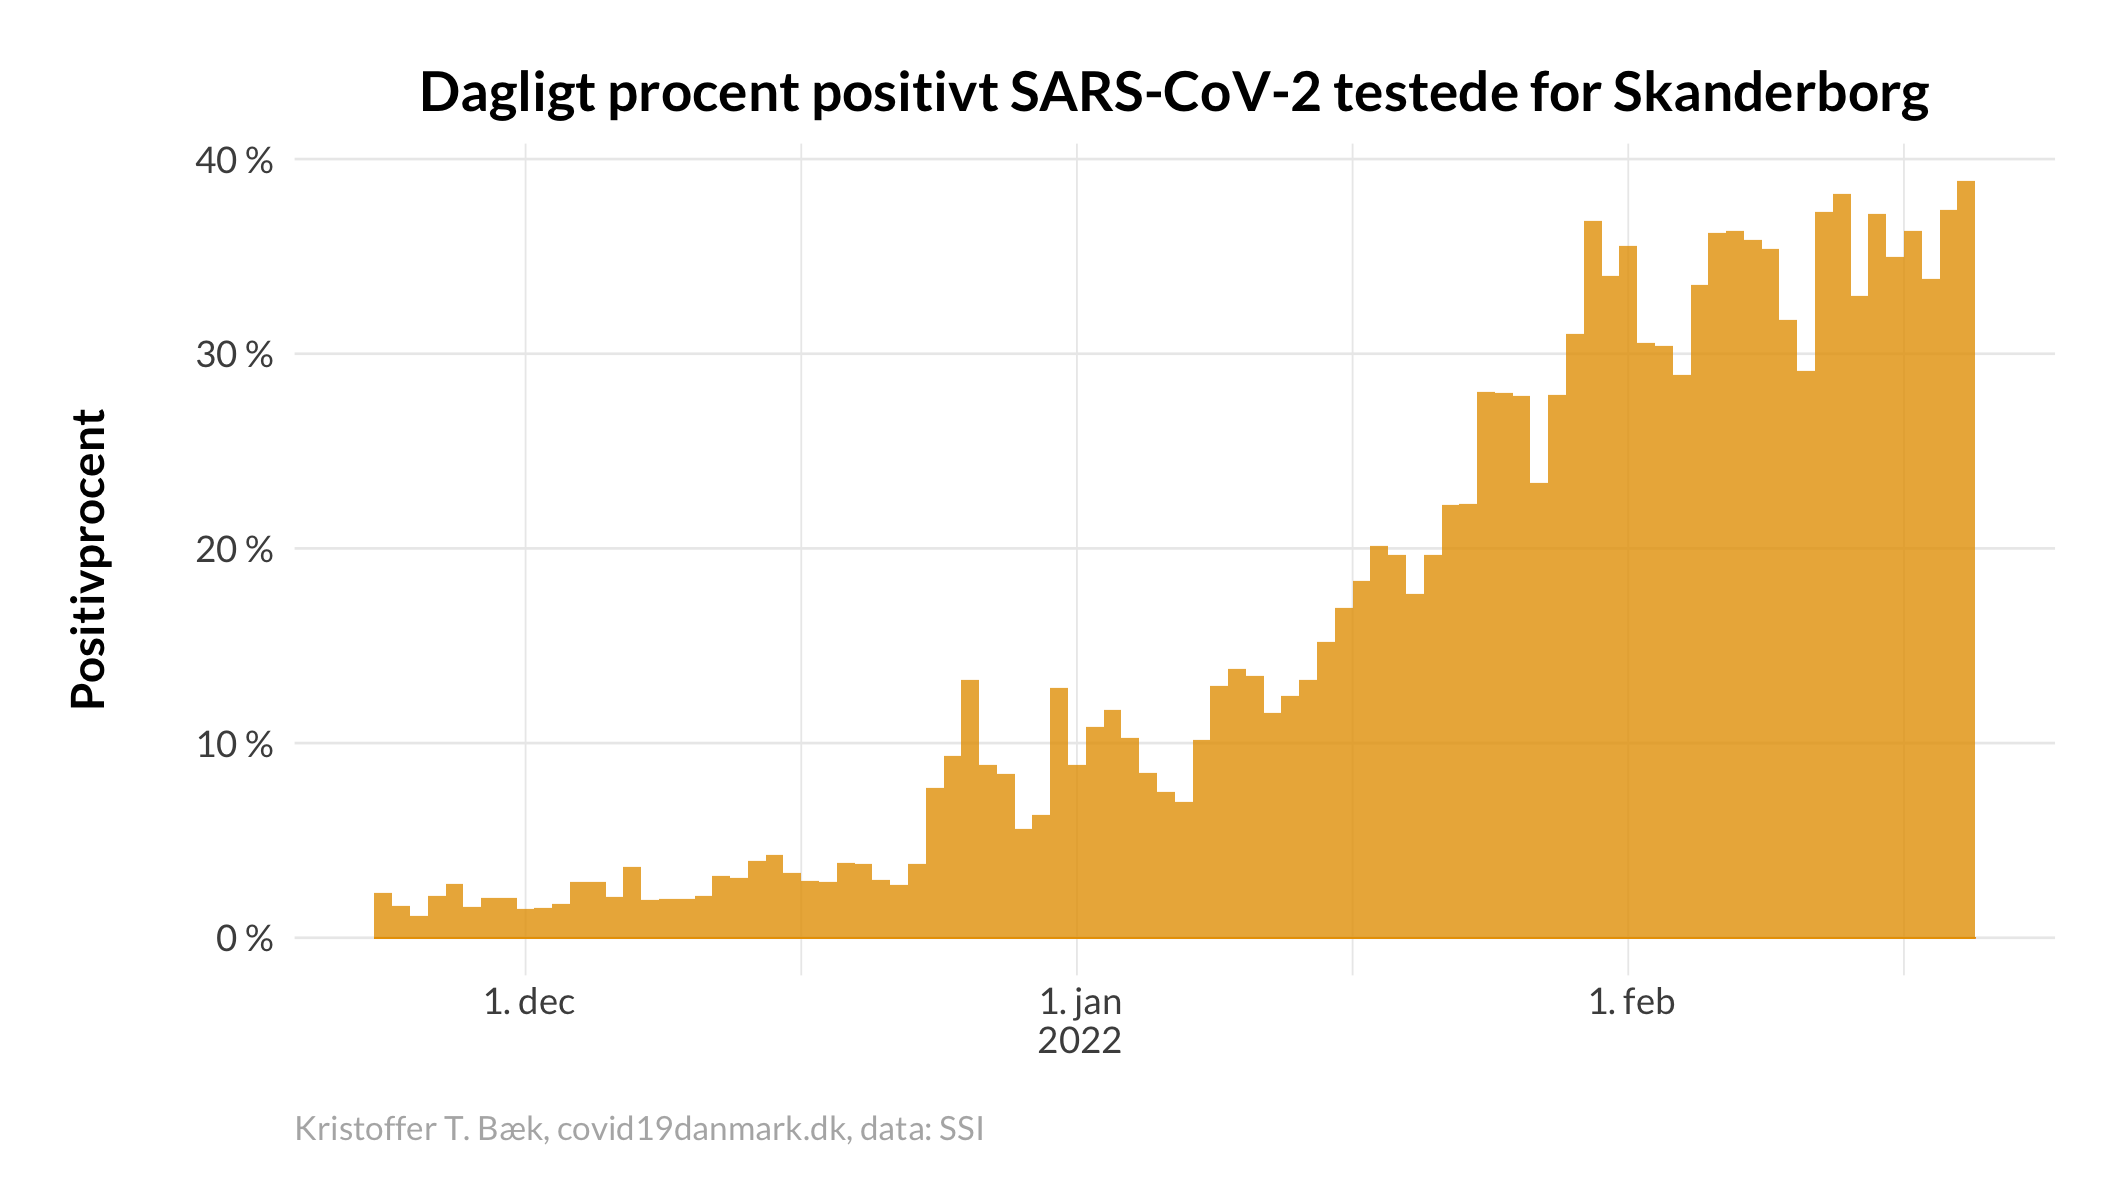 Dagligt procent positivt SARS-CoV-2 testede for Skanderborg
40 %
30 %
20 %
10 %
0 %
Positivprocent
1. dec
1. jan
2022
1. feb
Kristoffer T. Bæk, covid19danmark.dk, data: SSI